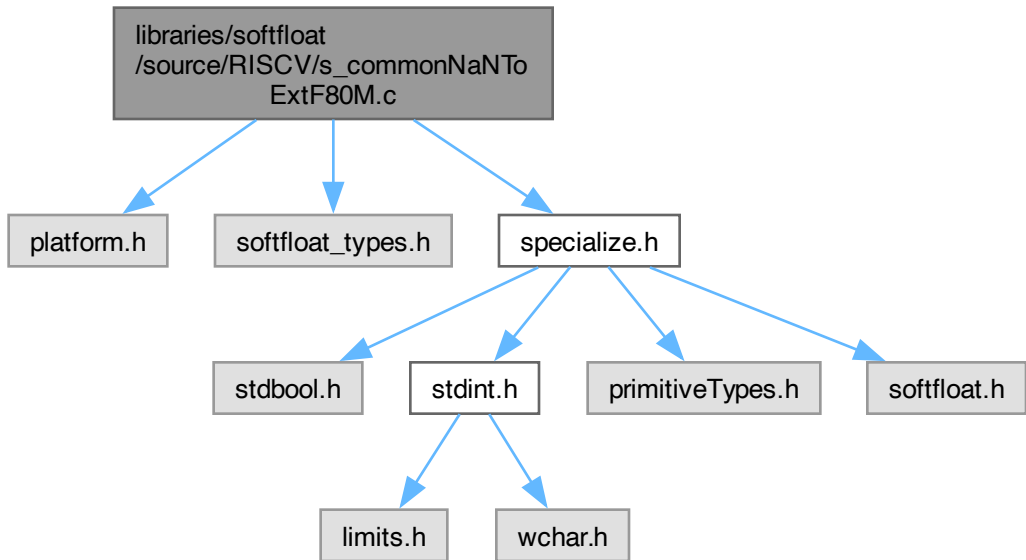 libraries/softfloat
/source/RISCV/s_commonNaNTo
ExtF80M.c
platform.h
softfloat_types.h
specialize.h
stdbool.h
stdint.h
primitiveTypes.h
softfloat.h
limits.h
wchar.h